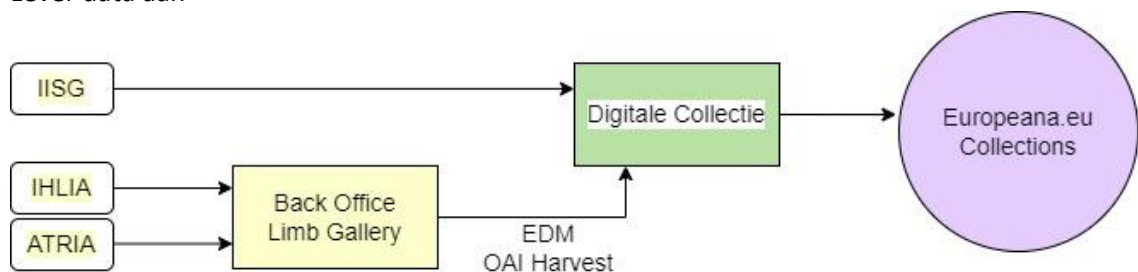 IISG
Digitale Collectie
Europeana.eu
Collections
IHLIA
Back Office
Limb Gallery
ATRIA
EDM
OAI Harvest